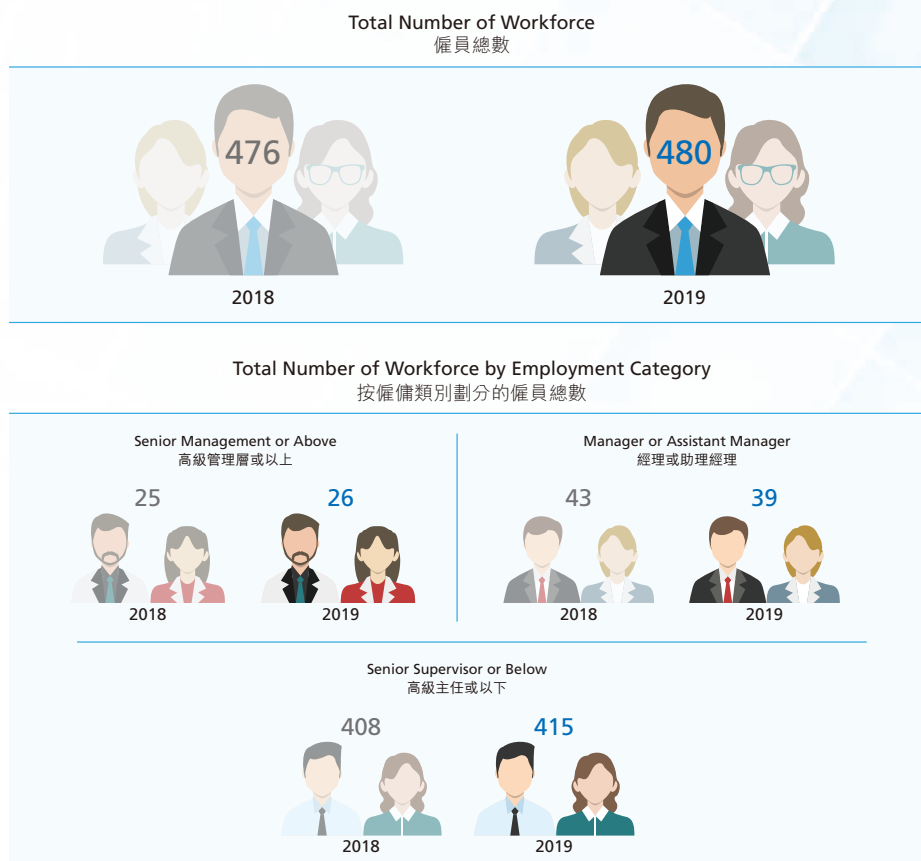 Total Number of Workforce
僱員總數
476
480
2018
2019
Total Number of Workforce by Employment Category
按僱傭類別劃分的僱員總數
Senior Management or Above
高級管理層或以上
25
26
2018
2019
Manager or Assistant Manager
經理或助理經理
43
39
2018
2019
Senior Supervisor or Below
高級主任或以下
408
415
2018
2019